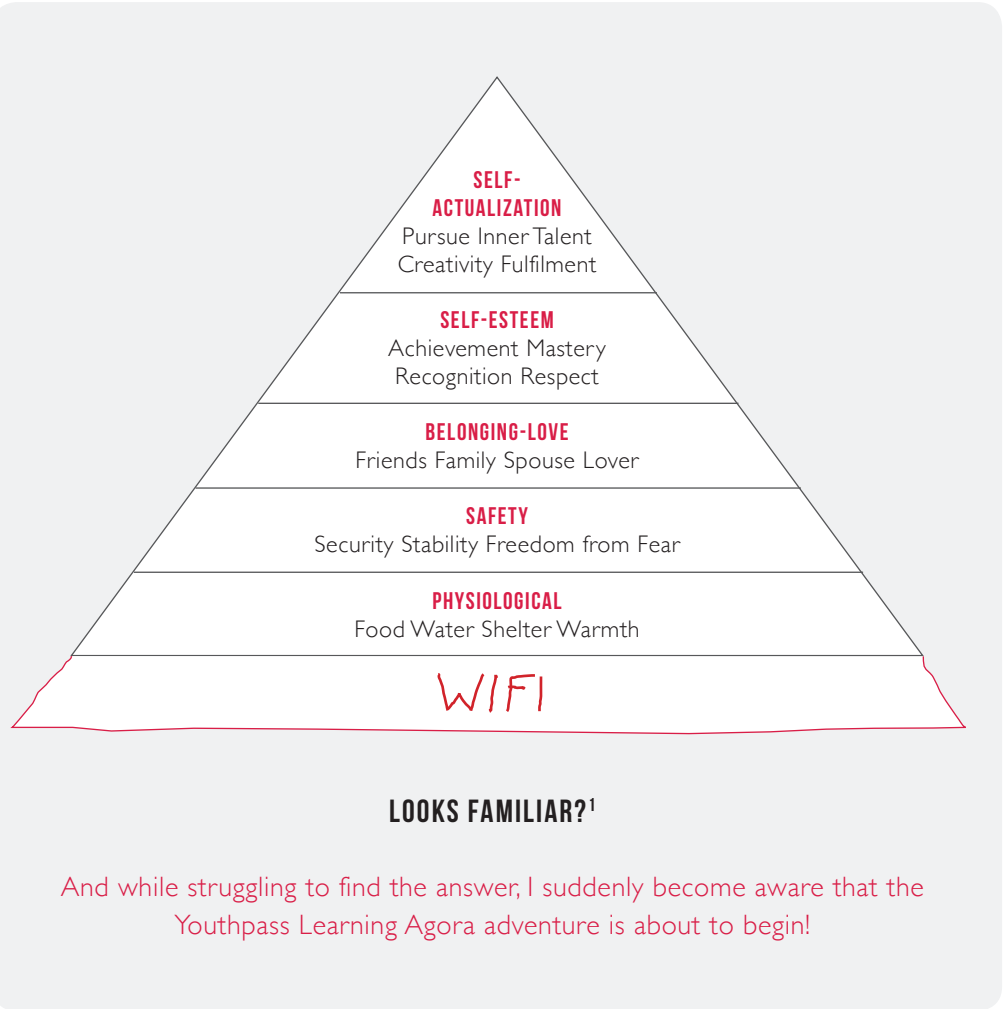 SELF-
ACTUALIZATION
Pursue Inner Talent
Creativity Fulfilment
SELF-ESTEEM
Achievement Mastery
Recognition Respect
BELONGING-LOVE
Friends Family Spouse Lover
SAFETY
Security Stability Freedom from Fear
PHYSIOLOGICAL
Food Water Shelter Warmth
WIFI
LOOKS FAMILIAR?¹
And while struggling to find the answer, I suddenly become aware that the
Youthpass Learning Agora adventure is about to begin!